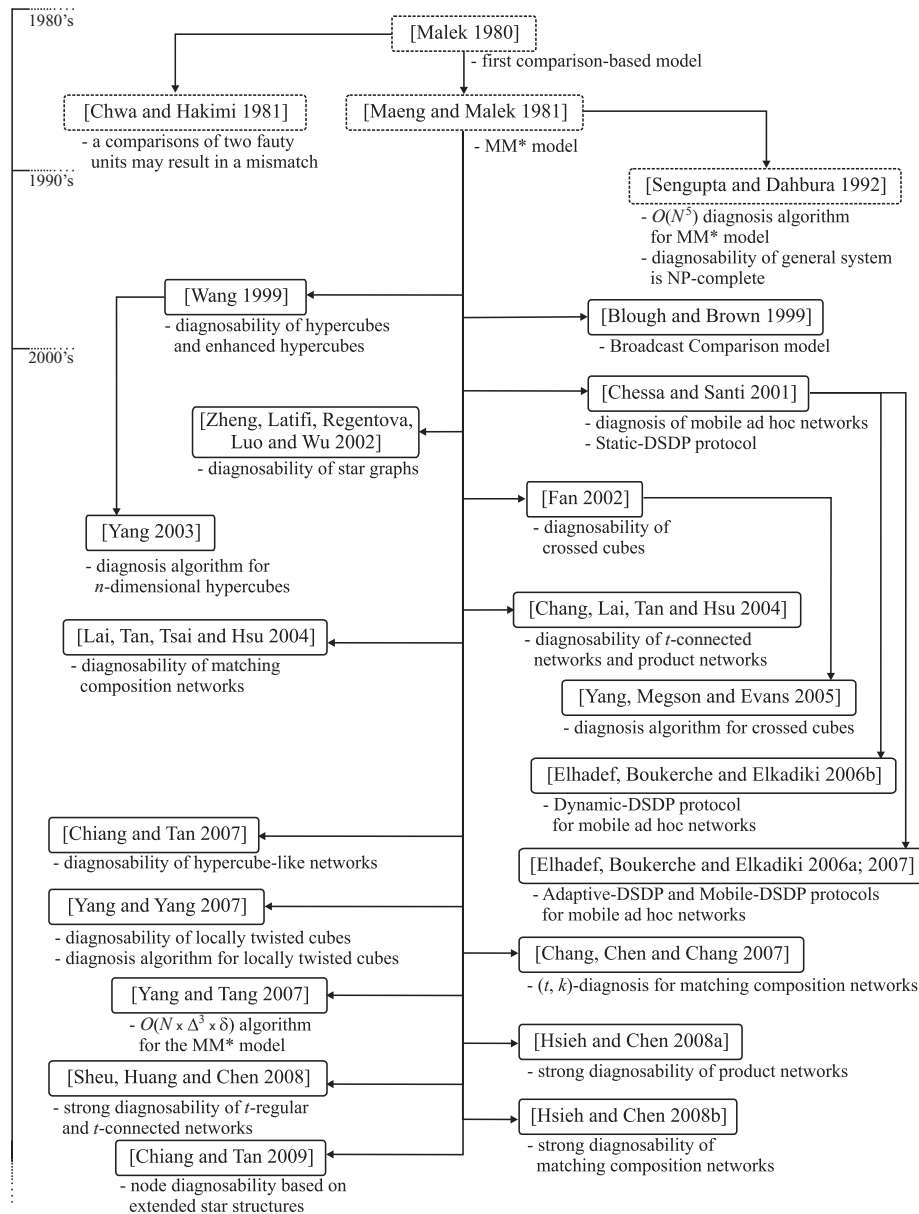 1980's
[Malek 1980]
- first comparison-based model
[Chwa and Hakimi 1981]
- a comparisons of two fauty
units may result in a mismatch
[Maeng and Malek 1981]
- MM* model
1990's
[Sengupta and Dahbura 1992]
- O(N⁵) diagnosis algorithm
for MM* model
- diagnosability of general system
is NP-complete
[Wang 1999]
- diagnosability of hypercubes
and enhanced hypercubes
[Blough and Brown 1999]
- Broadcast Comparison model
2000's
[Chessa and Santi 2001]
- diagnosis of mobile ad hoc networks
- Static-DSDP protocol
[Zheng, Latifi, Regentova,
Luo and Wu 2002]
- diagnosability of star graphs
[Fan 2002]
- diagnosability of
crossed cubes
[Yang 2003]
- diagnosis algorithm for
n-dimensional hypercubes
[Chang, Lai, Tan and Hsu 2004]
- diagnosability of t-connected
networks and product networks
[Lai, Tan, Tsai and Hsu 2004]
- diagnosability of matching
composition networks
[Yang, Megson and Evans 2005]
- diagnosis algorithm for crossed cubes
[Elhadef, Boukerche and Elkadiki 2006b]
- Dynamic-DSDP protocol
for mobile ad hoc networks
[Chiang and Tan 2007]
- diagnosability of hypercube-like networks
[Elhadef, Boukerche and Elkadiki 2006a; 2007]
- Adaptive-DSDP and Mobile-DSDP protocols
for mobile ad hoc networks
[Yang and Yang 2007]
- diagnosability of locally twisted cubes
- diagnosis algorithm for locally twisted cubes
[Chang, Chen and Chang 2007]
- (t, k)-diagnosis for matching composition networks
[Yang and Tang 2007]
- O(N x Δ³ x δ) algorithm
for the MM* model
[Hsieh and Chen 2008a]
- strong diagnosability of product networks
[Sheu, Huang and Chen 2008]
- strong diagnosability of t-regular
and t-connected networks
[Hsieh and Chen 2008b]
- strong diagnosability of
matching composition networks
[Chiang and Tan 2009]
- node diagnosability based on
extended star structures